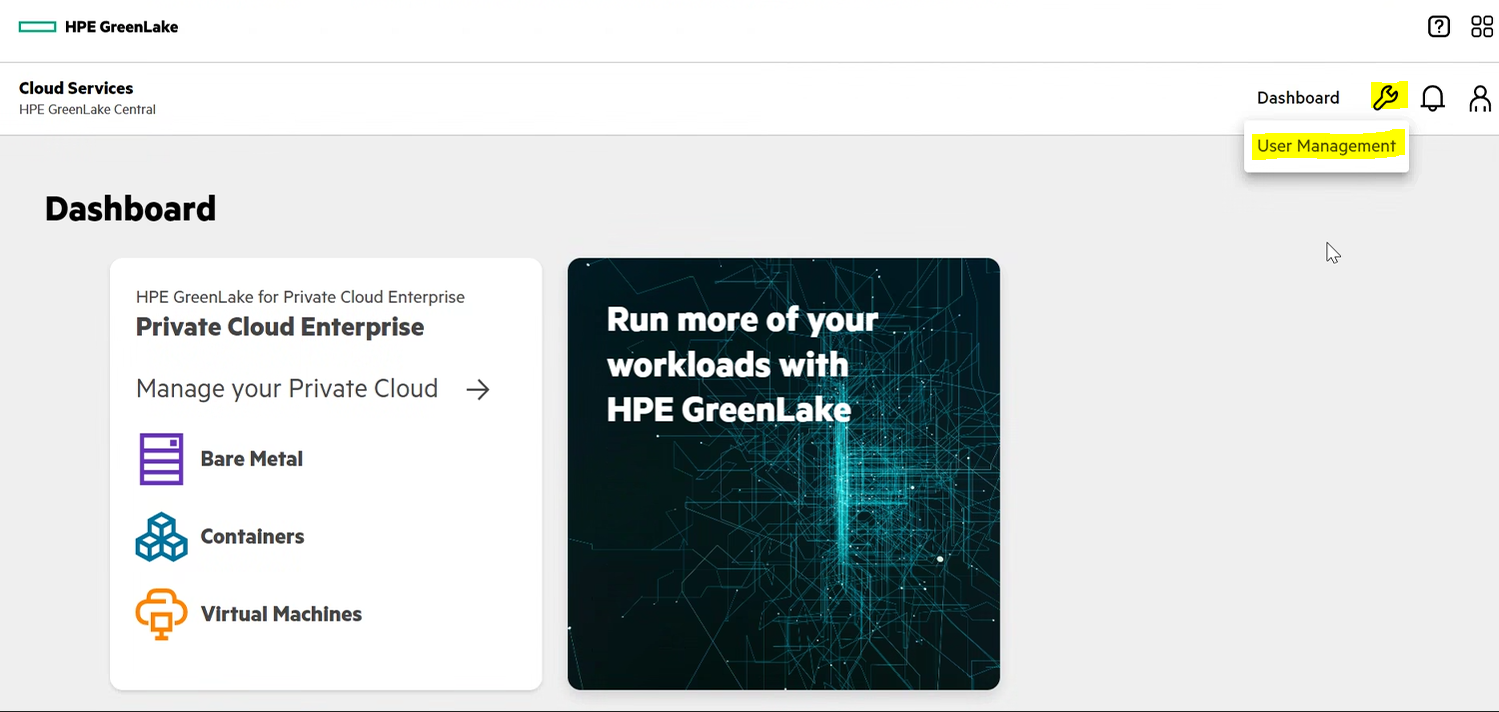 HPE GreenLake
Cloud Services
HPE GreenLake Central
Dashboard
User Management
Dashboard
HPE GreenLake for Private Cloud Enterprise
Private Cloud Enterprise
Manage your Private Cloud
Bare Metal
Containers
Virtual Machines
Run more of your
workloads with
HPE GreenLake